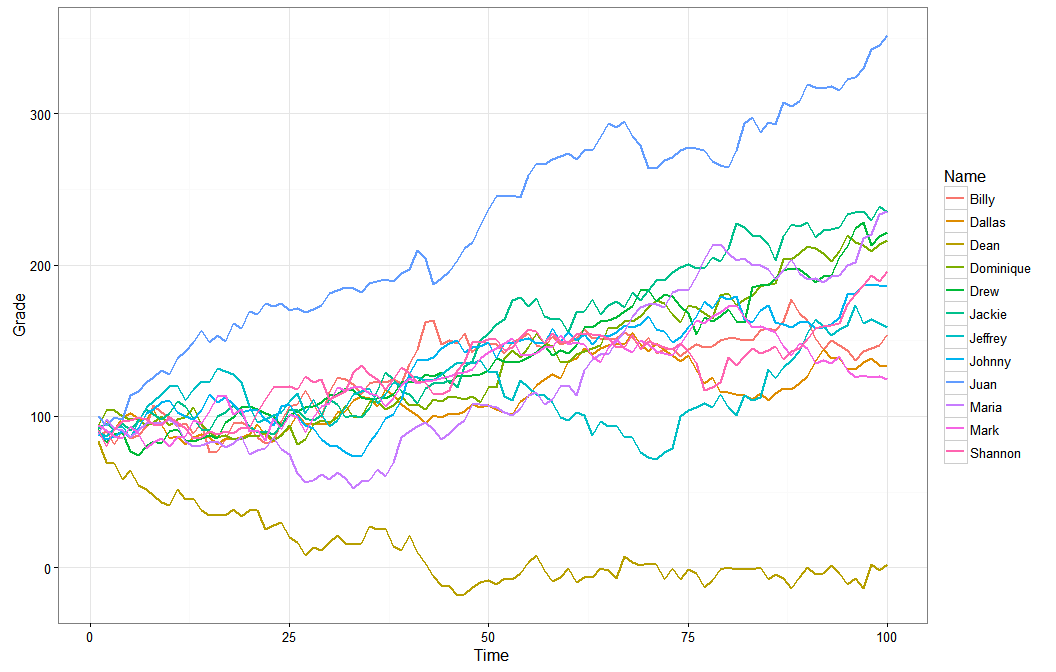 300
200
100
0
Grade
0 25 50 75 100
Time
Name
Billy
Dallas
Dean
Dominique
Drew
Jackie
Jeffrey
Johnny
Juan
Maria
Mark
Shannon